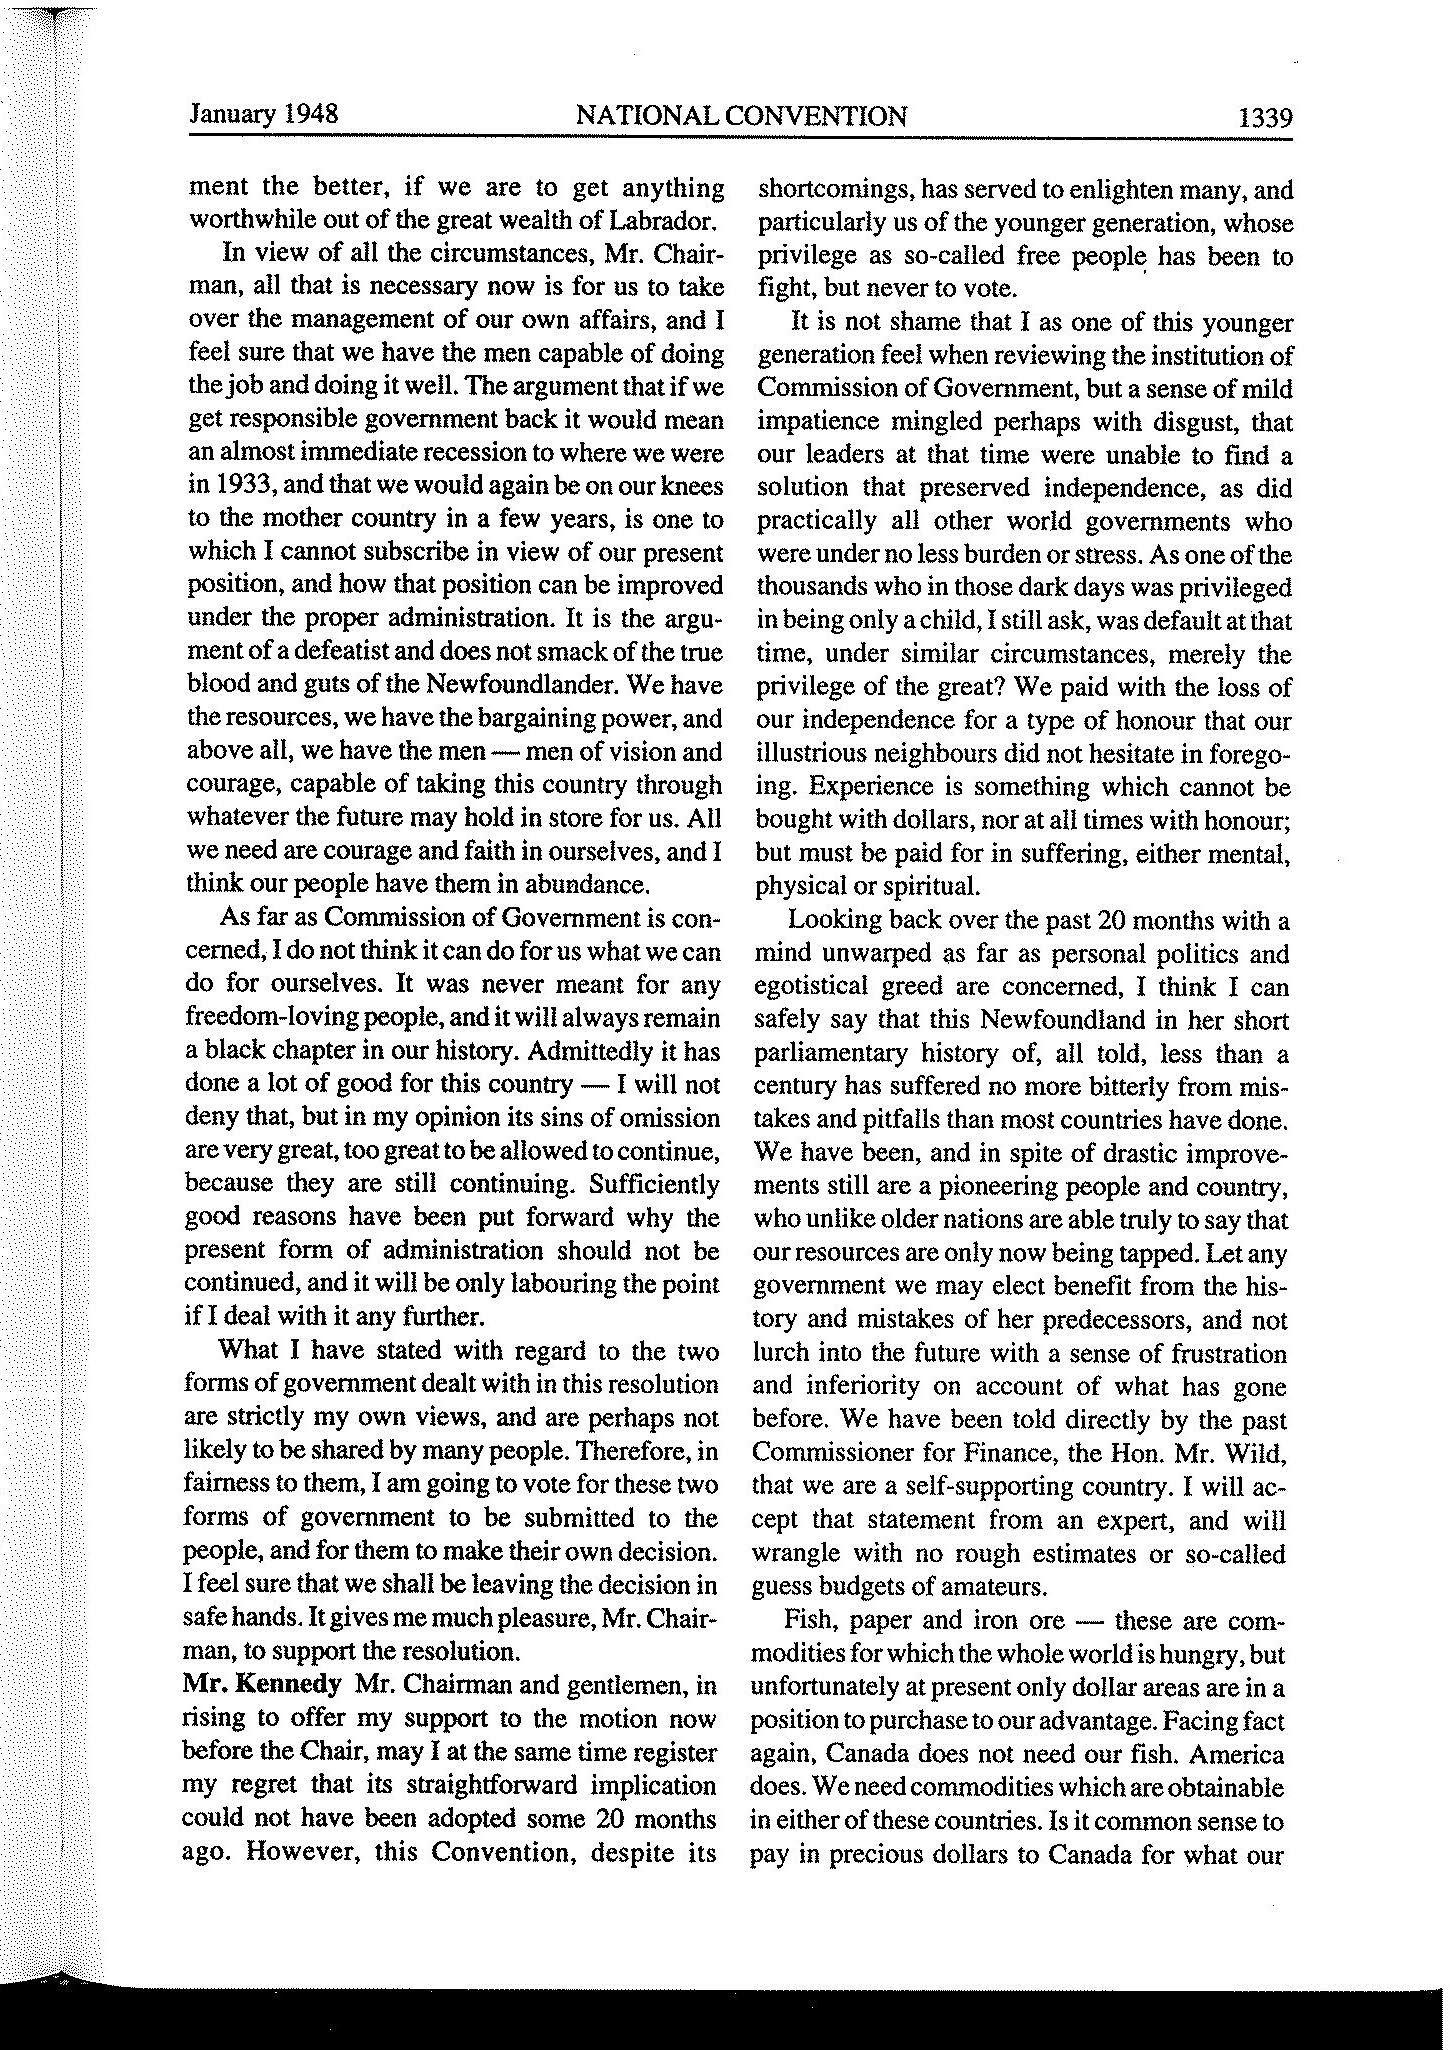 January 1948 NATIONAL CONVENTION 1339
ment the better, if we are to get anything
worthwhile out of the great wealth of Labrador.
In view of all the circumstances, Mr. Chair-
man, all that is necessary now is for us to take
over the management of our own affairs, and I
feel sure that we have the men capable of doing
the job and doing it well. The argument that if we
get responsible government back it would mean
an almost immediate recession to where we were
in 1933, and that we would again be on our knees
to the mother country in a few years, is one to
which I cannot subscribe in view of our present
position, and how that position can be improved
under the proper administration. It is the argu-
ment of a defeatist and does not smack of the true
blood and guts of the Newfoundlander. We have
the resources, we have the bargaining power, and
above all, we have the men — men of vision and
courage, capable of taking this country through
whatever the future may hold in store for us. All
we need are courage and faith in ourselves, and I
think our people have them in abundance.
As far as Commission of Government is con-
cerned, I do not think it can do for us what we can
do for ourselves. It was never meant for any
freedom-loving people, and it will always remain
a black chapter in our history. Admittedly it has
done a lot of good for this country — I will not
deny that, but in my opinion its sins of omission
are very great, too great to be allowed to continue,
because they are still continuing. Sufficiently
good reasons have been put forward why the
present form of administration should not be
continued, and it will be only labouring the point
if I deal with it any further.
What I have stated with regard to the two
forms of government dealt with in this resolution
are strictly my own views, and are perhaps not
likely to be shared by many people. Therefore, in
fairness to them, I am going to vote for these two
forms of government to be submitted to the
people, and for them to make their own decision.
I feel sure that we shall be leaving the decision in
safe hands. It gives me much pleasure, Mr. Chair-
man, to support the resolution.
Mr. Kennedy Mr. Chairman and gentlemen, in
rising to offer my support to the motion now
before the Chair, may I at the same time register
my regret that its straightforward implication
could not have been adopted some 20 months
ago. However, this Convention, despite its
shortcomings, has served to enlighten many, and
particularly us of the younger generation, whose
privilege as so-called free people has been to
fight, but never to vote.
It is not shame that I as one of this younger
generation feel when reviewing the institution of
Commission of Government, but a sense of mild
impatience mingled perhaps with disgust, that
our leaders at that time were unable to find a
solution that preserved independence, as did
practically all other world governments who
were under no less burden or stress. As one of the
thousands who in those dark days was privileged
in being only a child, I still ask, was default at that
time, under similar circumstances, merely the
privilege of the great? We paid with the loss of
our independence for a type of honour that our
illustrious neighbours did not hesitate in forego-
ing. Experience is something which cannot be
bought with dollars, nor at all times with honour;
but must be paid for in suffering, either mental,
physical or spiritual.
Looking back over the past 20 months with a
mind unwarped as far as personal politics and
egotistical greed are concerned, I think I can
safely say that this Newfoundland in her short
parliamentary history of, all told, less than a
century has suffered no more bitterly from mis-
takes and pitfalls than most countries have done.
We have been, and in spite of drastic improve-
ments still are a pioneering people and country,
who unlike older nations are able truly to say that
our resources are only now being tapped. Let any
government we may elect benefit from the his-
tory and mistakes of her predecessors, and not
lurch into the future with a sense of frustration
and inferiority on account of what has gone
before. We have been told directly by the past
Commissioner for Finance, the Hon. Mr. Wild,
that we are a self-supporting country. I will ac-
cept that statement from an expert, and will
wrangle with no rough estimates or so-called
guess budgets of amateurs.
Fish, paper and iron ore — these are com-
modities for which the whole world is hungry, but
unfortunately at present only dollar areas are in a
position to purchase to our advantage. Facing fact
again, Canada does not need our fish. America
does. We need commodities which are obtainable
in either of these countries. Is it common sense to
pay in precious dollars to Canada for what our